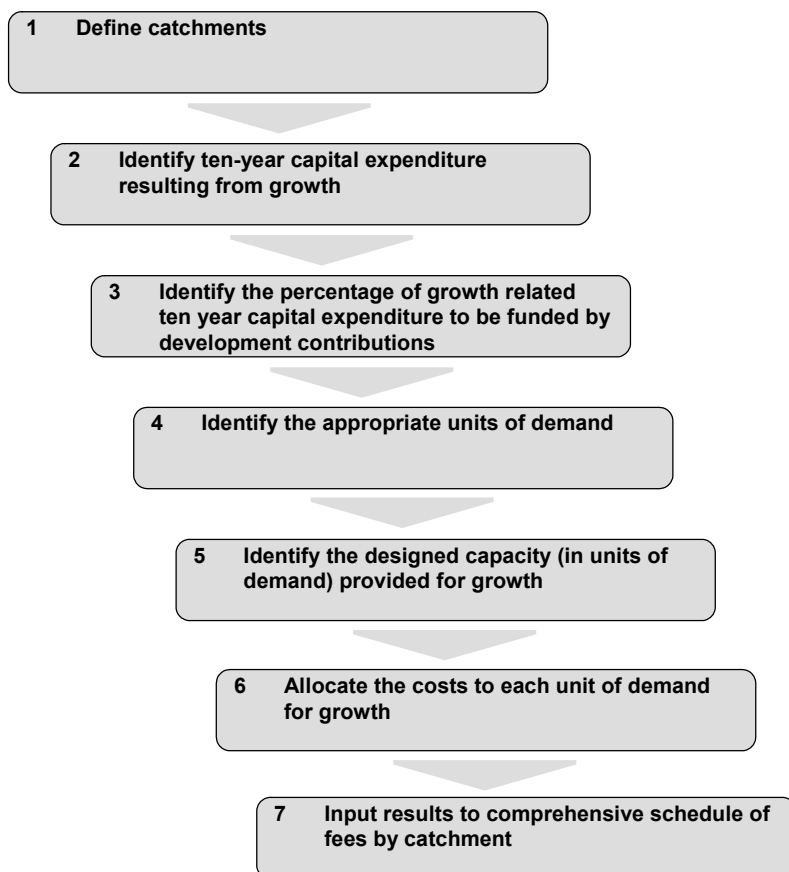 1 Define catchments
2 Identify ten-year capital expenditure
resulting from growth
3 Identify the percentage of growth related
ten year capital expenditure to be funded by
development contributions
4 Identify the appropriate units of demand
5 Identify the designed capacity (in units of
demand) provided for growth
6 Allocate the costs to each unit of demand
for growth
7 Input results to comprehensive schedule of
fees by catchment